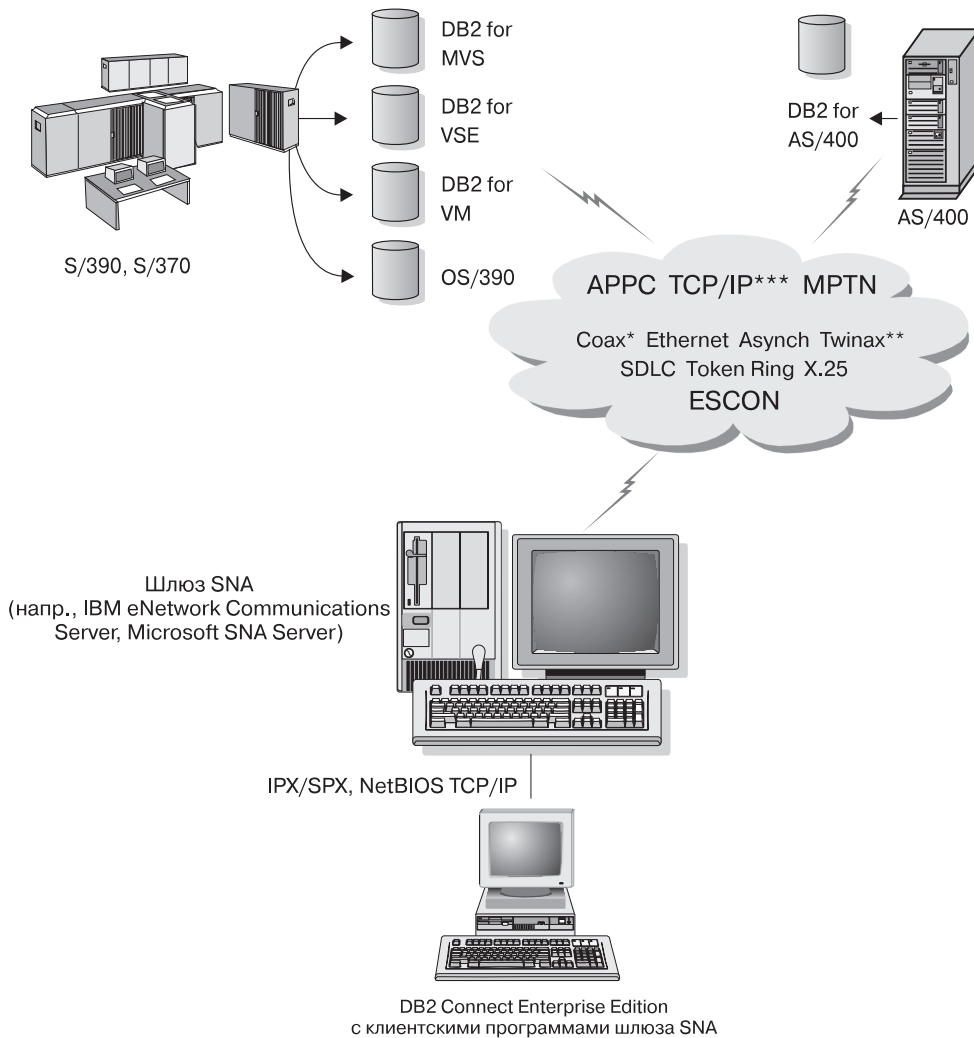 DB2 for
MVS
DB2 for
VSE
DB2 for
VM
OS/390
S/390, S/370
DB2 for
AS/400
AS/400
APPC TCP/IP*** MPTN
Coax* Ethernet Asynch Twinax**
SDLC Token Ring X.25
ESCON
Шлюз SNA
(напр., IBM eNetwork Communications
Server, Microsoft SNA Server)
IPX/SPX, NetBIOS TCP/IP
DB2 Connect Enterprise Edition
с клиентскими программами шлюза SNA